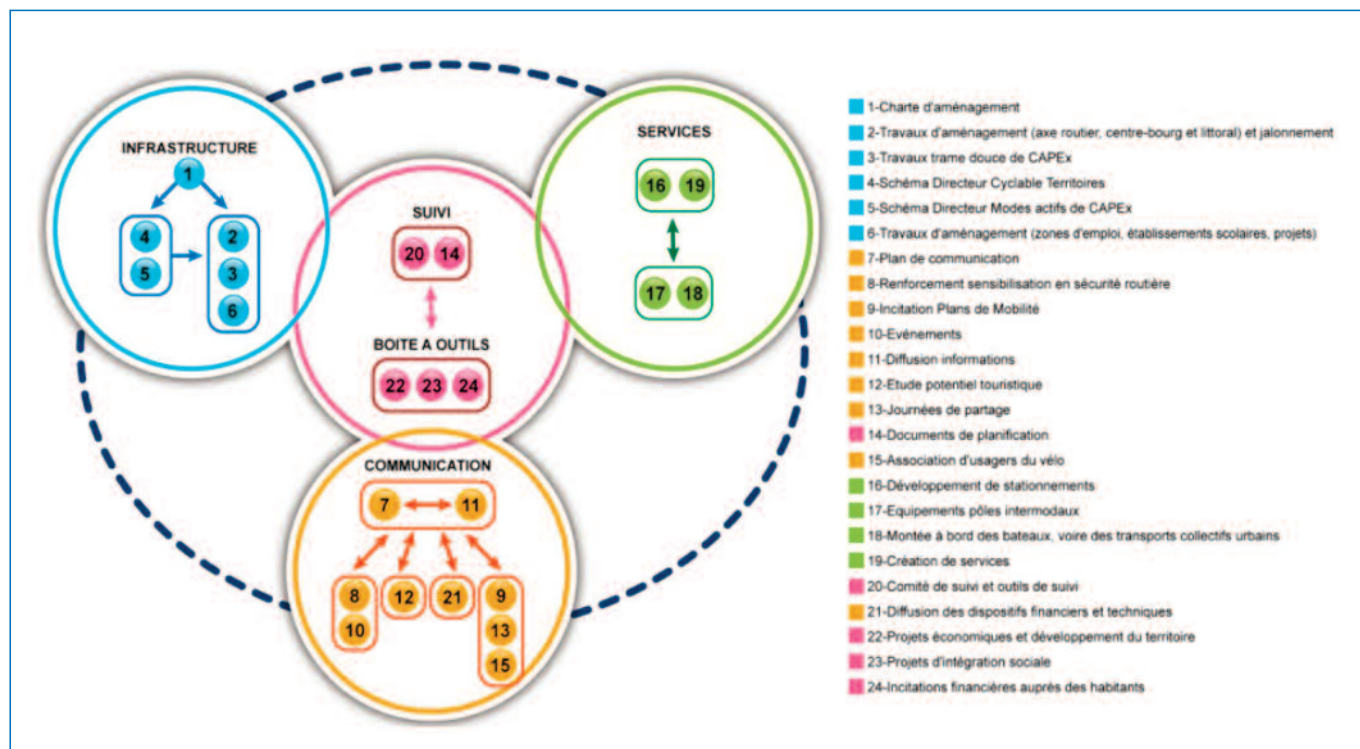 INFRASTRUCTURE
1
4
5
2
3
6
SUIVI
20 14
BOITE A OUTILS
22 23 24
SERVICES
16 19
17 18
COMMUNICATION
7 11
8
10
12
21
9
13
15
1-Charte d'aménagement
2-Travaux d'aménagement (axe routier, centre-bourg et littoral) et jalonnement
3-Travaux trame douce de CAPEx
4-Schéma Directeur Cyclable Territoires
5-Schéma Directeur Modes actifs de CAPEx
6-Travaux d'aménagement (zones d'emploi, établissements scolaires, projets)
7-Plan de communication
8-Renforcement sensibilisation en sécurité routière
9-Incitation Plans de Mobilité
10-Evénements
11-Diffusion informations
12-Etude potentiel touristique
13-Journées de partage
14-Documents de planification
15-Association d'usagers du vélo
16-Développement de stationnements
17-Equipements pôles intermodaux
18-Montée à bord des bateaux, voire des transports collectifs urbains
19-Création de services
20-Comité de suivi et outils de suivi
21-Diffusion des dispositifs financiers et techniques
22-Projets économiques et développement du territoire
23-Projets d'intégration sociale
24-Incitations financières auprès des habitants